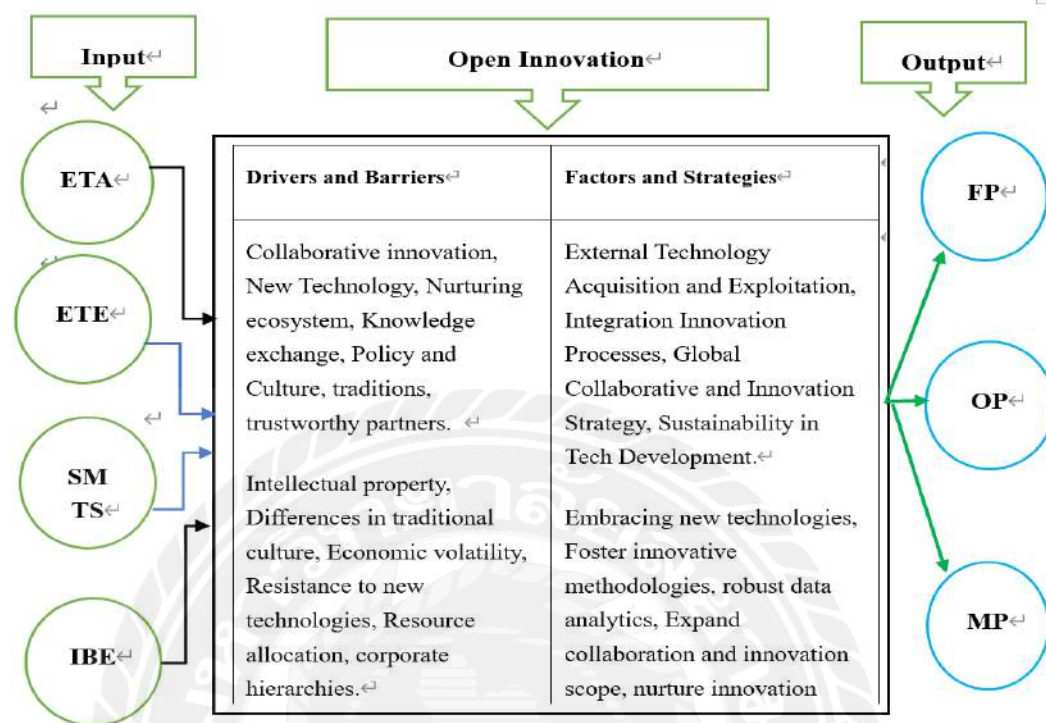 Input↵
Open Innovation↵
Output↵
↵
ETA↵
↵
ETE↵
↵
SM
TS↵
IBE↵
Drivers and Barriers↵
Collaborative innovation,
New Technology, Nurturing
ecosystem, Knowledge
exchange, Policy and
Culture, traditions,
trustworthy partners. ↵
Intellectual property,
Differences in traditional
culture, Economic volatility,
Resistance to new
technologies, Resource
allocation, corporate
hierarchies.↵
Factors and Strategies↵
External Technology
Acquisition and Exploitation,
Integration Innovation
Processes, Global
Collaborative and Innovation
Strategy, Sustainability in
Tech Development.↵
Embracing new technologies,
Foster innovative
methodologies, robust data
analytics, Expand
collaboration and innovation
scope, nurture innovation
FP↵
OP↵
MP↵